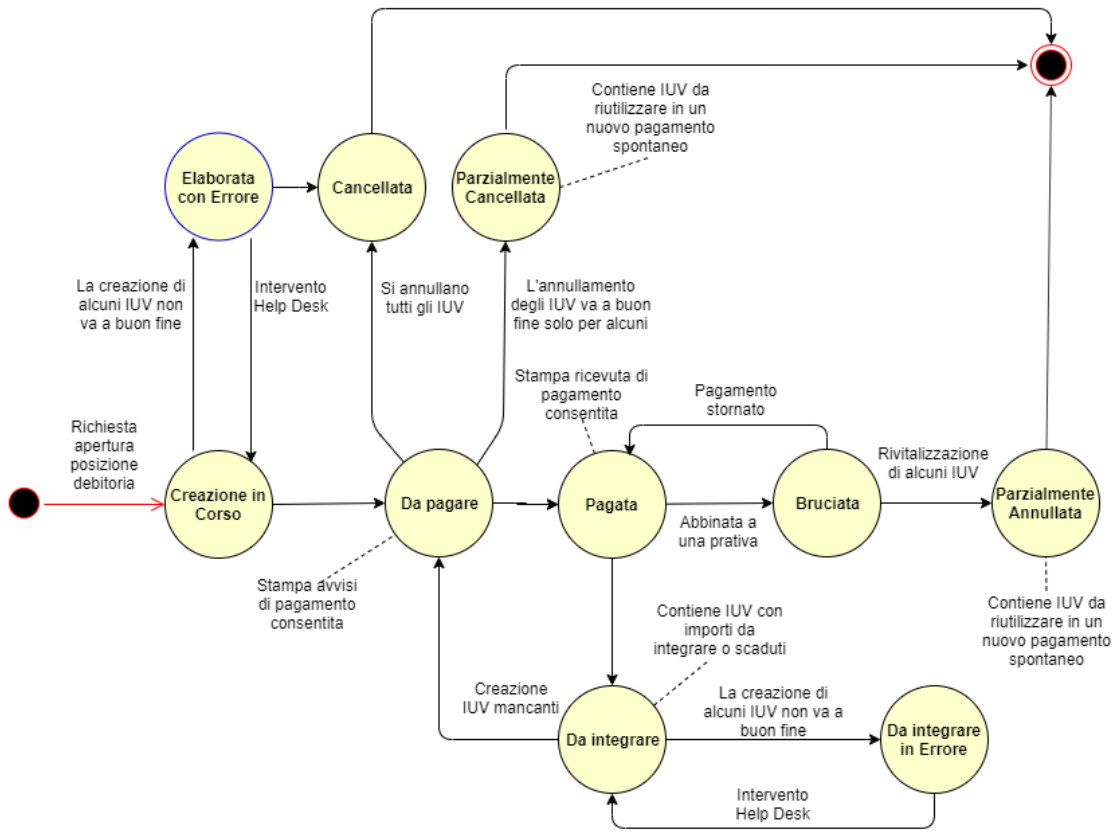 Contiene IUV da
riutilizzare in un
nuovo pagamento
spontaneo
Elaborata
con Errore
Cancellata
Parzialmente
Cancellata
La creazione di
alcuni IUV non
va a buon fine
Intervento
Help Desk
Si annullano
tutti gli IUV
L'annullamento
degli IUV va a buon
fine solo per alcuni
Stampa ricevuta di
pagamento
consentita
Pagamento
stornato
Richiesta
apertura
posizione
debitoria
Rivitalizzazione
di alcuni IUV
Creazione in
Corso
Da pagare
Pagata
Abbinata a
una prativa
Bruciata
Parzialmente
Annullata
Stampa avvisi
di pagamento
consentita
Contiene IUV con
importi da
integrare o scaduti
Contiene IUV da
riutilizzare in un
nuovo pagamento
spontaneo
Creazione
IUV mancanti
La creazione di
alcuni IUV non va a
buon fine
Da integrare
Da integrare
in Errore
Intervento
Help Desk